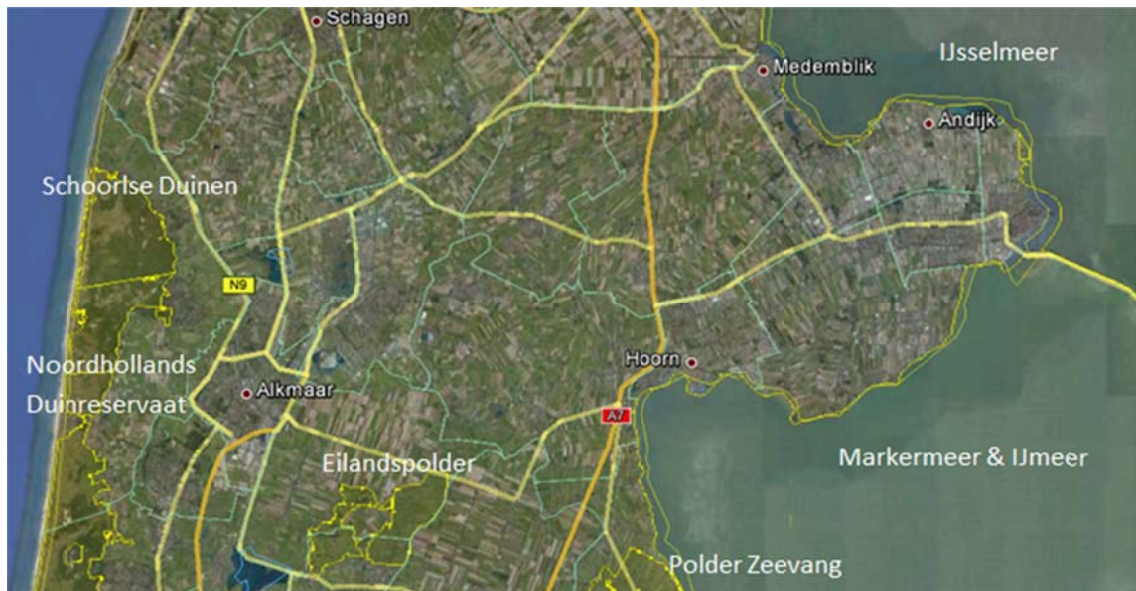 Schagen
IJsselmeer
Medemblik
Andijk
Schoorlse Duinen
N9
Noordhollands
Duinreservaat
Hoorn
Alkmaar
A7
Eilandspolder
Markermeer & IJmeer
Polder Zeevang